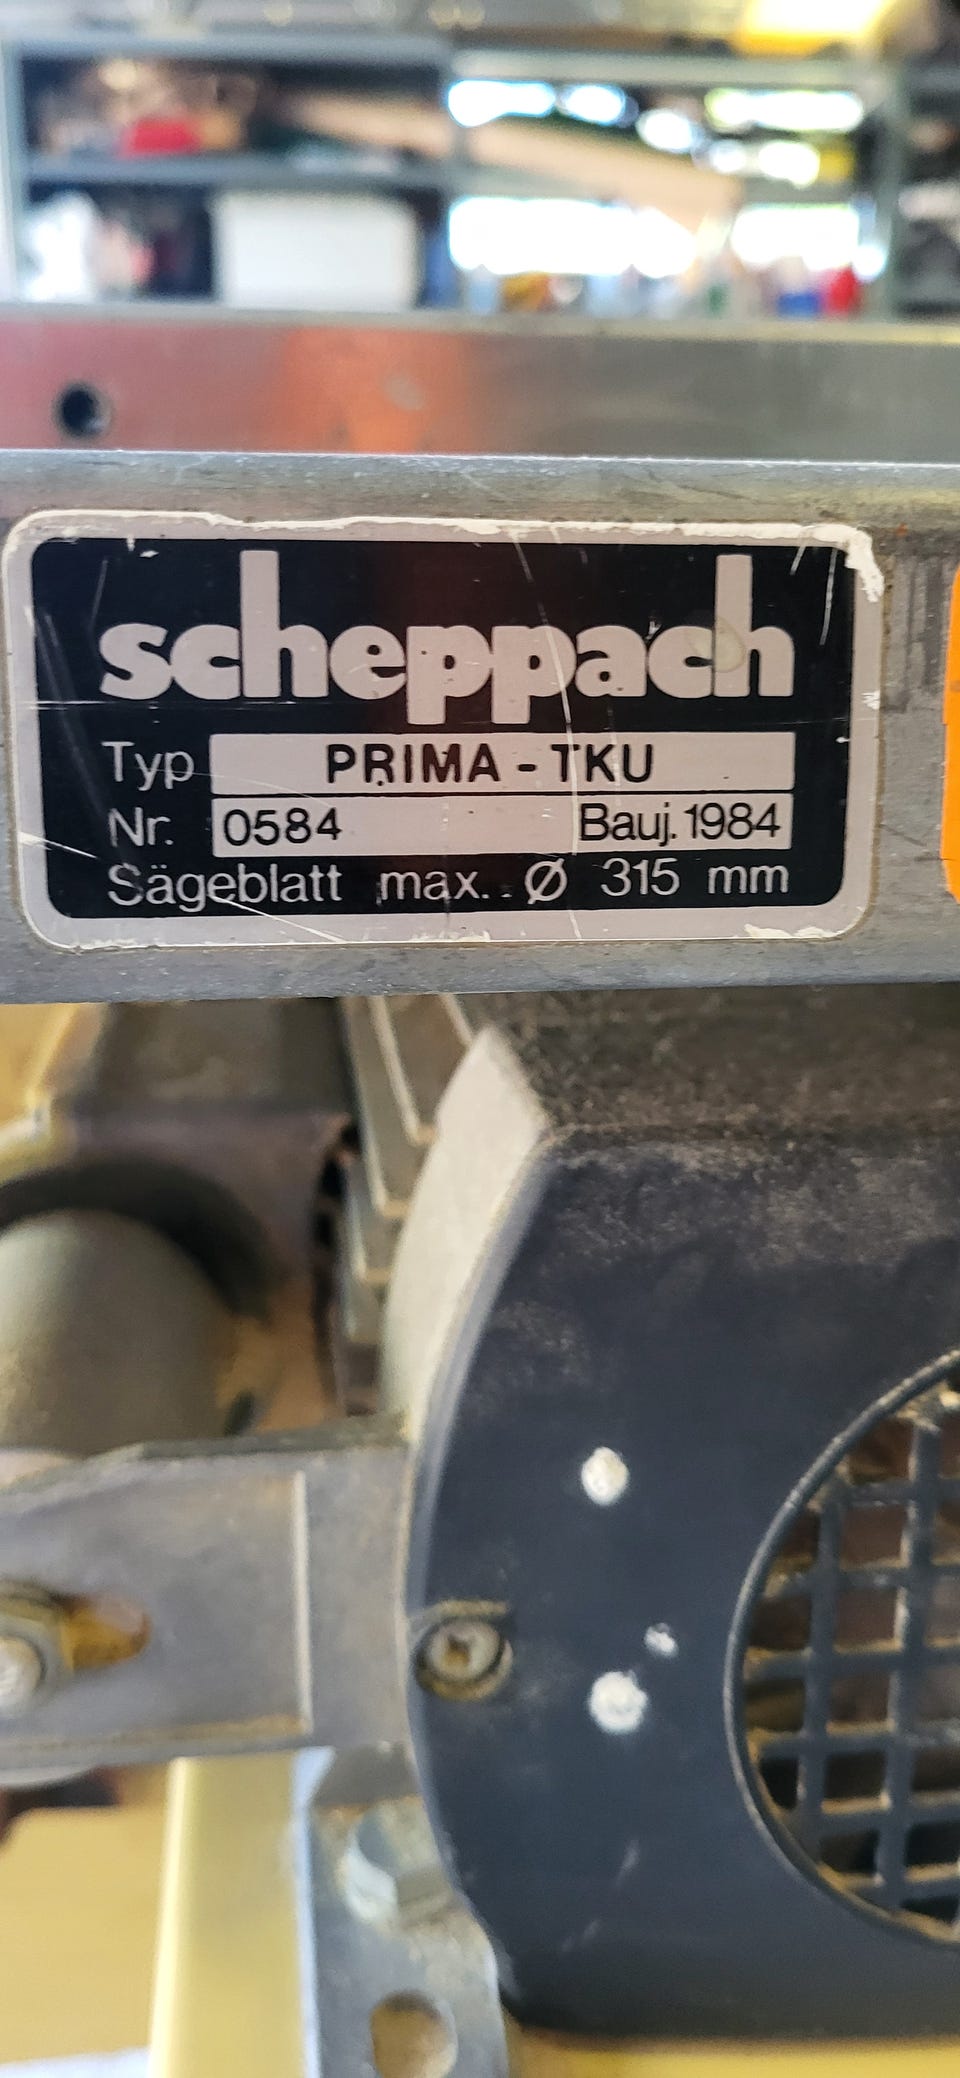 scheppach
Typ PRIMA - TKU
Nr. 0584 Bauj. 1984
Sägeblatt max. Ø 315 mm